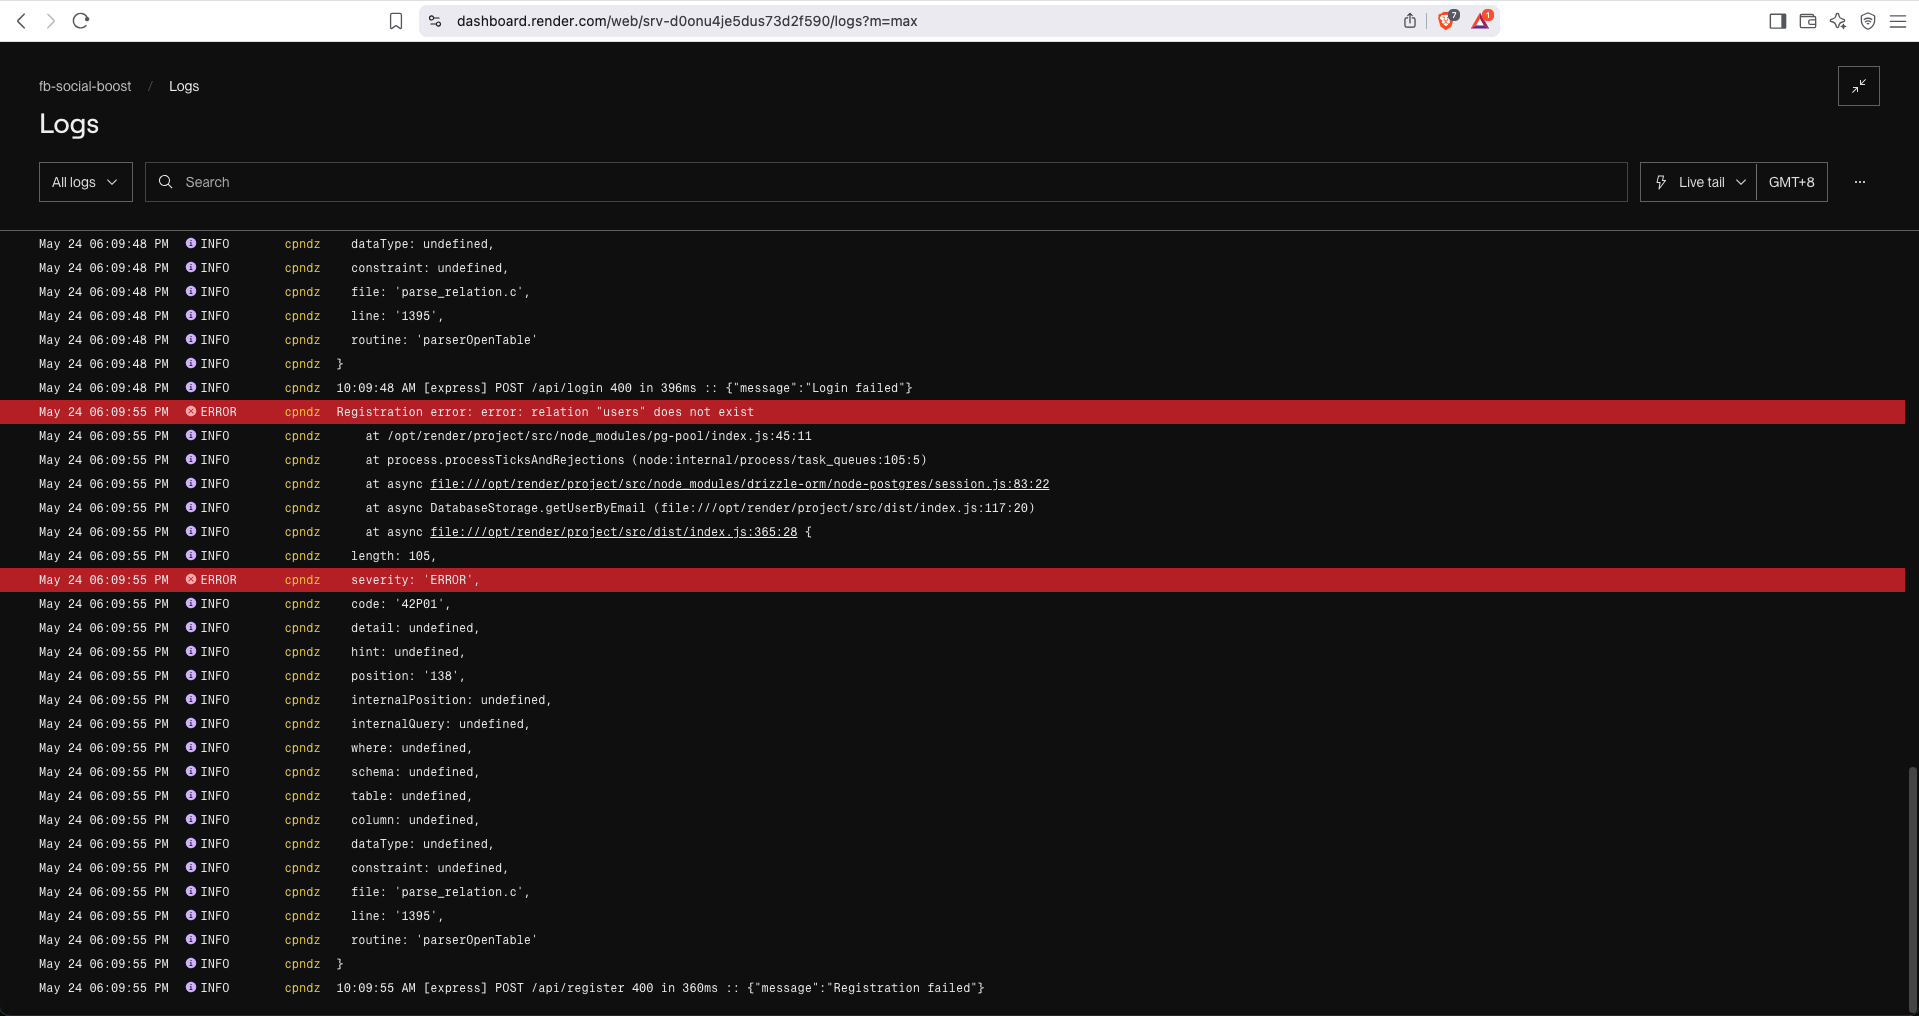 dashboard.render.com/web/srv-d0onu4je5dus73d2f590/logs?m=max
7
1
fb-social-boost / Logs
Logs
All logs
Search
Live tail
GMT+8
...
May 24 06:09:48 PM INFO cpndz dataType: undefined,
May 24 06:09:48 PM INFO cpndz constraint: undefined,
May 24 06:09:48 PM INFO cpndz file: 'parse_relation.c',
May 24 06:09:48 PM INFO cpndz line: '1395',
May 24 06:09:48 PM INFO cpndz routine: 'parserOpenTable'
May 24 06:09:48 PM INFO cpndz }
May 24 06:09:48 PM INFO cpndz 10:09:48 AM [express] POST /api/login 400 in 396ms :: {"message":"Login failed"}
May 24 06:09:55 PM ERROR cpndz Registration error: error: relation "users" does not exist
May 24 06:09:55 PM INFO cpndz at /opt/render/project/src/node_modules/pg-pool/index.js:45:11
May 24 06:09:55 PM INFO cpndz at process.processTicksAndRejections (node:internal/process/task_queues:105:5)
May 24 06:09:55 PM INFO cpndz at async file:///opt/render/project/src/node_modules/drizzle-orm/node-postgres/session.js:83:22
May 24 06:09:55 PM INFO cpndz at async DatabaseStorage.getUserByEmail (file:///opt/render/project/src/dist/index.js:117:20)
May 24 06:09:55 PM INFO cpndz at async file:///opt/render/project/src/dist/index.js:365:28 {
May 24 06:09:55 PM INFO cpndz length: 105,
May 24 06:09:55 PM ERROR cpndz severity: 'ERROR',
May 24 06:09:55 PM INFO cpndz code: '42P01',
May 24 06:09:55 PM INFO cpndz detail: undefined,
May 24 06:09:55 PM INFO cpndz hint: undefined,
May 24 06:09:55 PM INFO cpndz position: '138',
May 24 06:09:55 PM INFO cpndz internalPosition: undefined,
May 24 06:09:55 PM INFO cpndz internalQuery: undefined,
May 24 06:09:55 PM INFO cpndz where: undefined,
May 24 06:09:55 PM INFO cpndz schema: undefined,
May 24 06:09:55 PM INFO cpndz table: undefined,
May 24 06:09:55 PM INFO cpndz column: undefined,
May 24 06:09:55 PM INFO cpndz dataType: undefined,
May 24 06:09:55 PM INFO cpndz constraint: undefined,
May 24 06:09:55 PM INFO cpndz file: 'parse_relation.c',
May 24 06:09:55 PM INFO cpndz line: '1395',
May 24 06:09:55 PM INFO cpndz routine: 'parserOpenTable'
May 24 06:09:55 PM INFO cpndz }
May 24 06:09:55 PM INFO cpndz 10:09:55 AM [express] POST /api/register 400 in 360ms :: {"message":"Registration failed"}